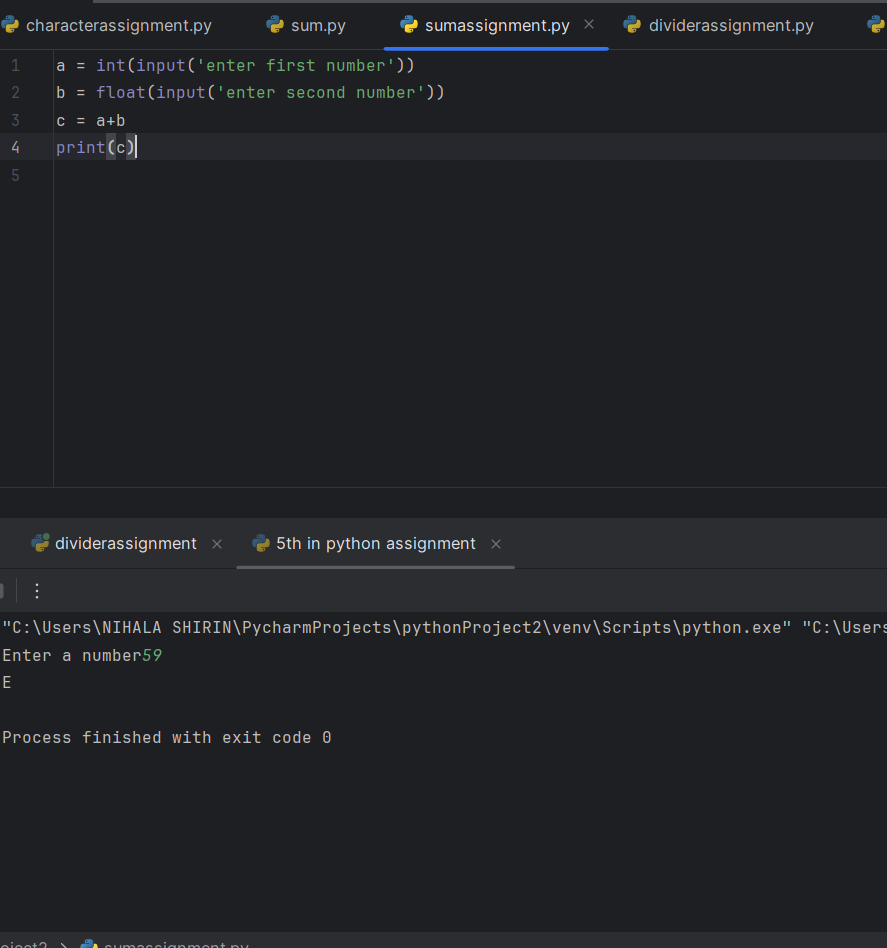 characterassignment.py sum.py sumassignment.py dividerassignment.py
1 a = int(input('enter first number'))
2 b = float(input('enter second number'))
3 c = a+b
4 print(c)
5
dividerassignment 5th in python assignment
"C:\Users\NIHALA SHIRIN\PycharmProjects\pythonProject2\venv\Scripts\python.exe" "C:\Users
Enter a number59
E
Process finished with exit code 0
oject2 > sumassignment.py